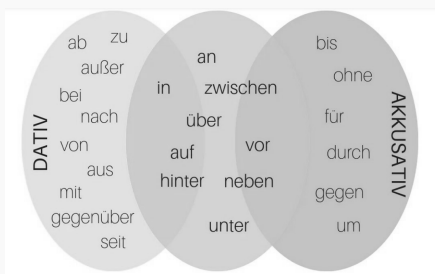 DATIV
ab
zu
außer
bei
nach
von
aus
mit
gegenüber
seit
an
in
zwischen
über
auf
vor
hinter
neben
unter
bis
ohne
für
durch
gegen
um
AKKUSATIV